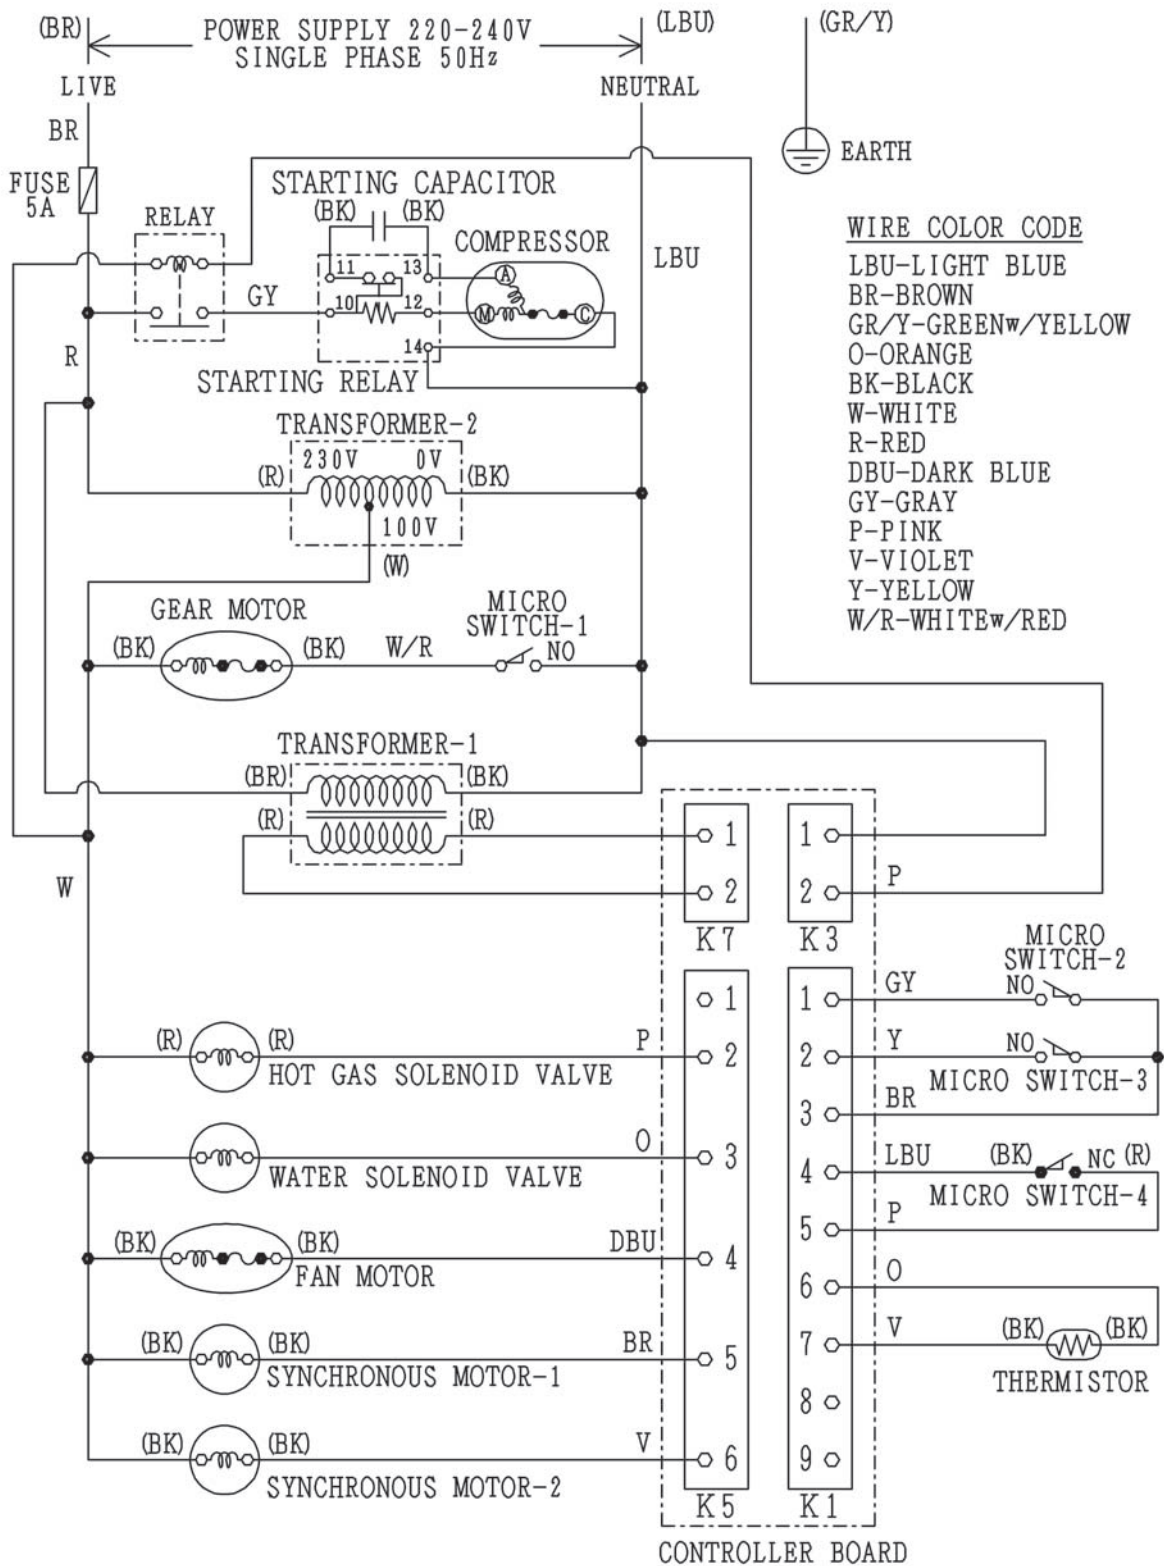 (BR)
POWER SUPPLY 220-240V
SINGLE PHASE 50Hz
(LBU)
(GR/Y)
LIVE
NEUTRAL
BR
EARTH
FUSE
5A
STARTING CAPACITOR
(BK)
(BK)
RELAY
COMPRESSOR
LBU
WIRE COLOR CODE
LBU-LIGHT BLUE
BR-BROWN
GR/Y-GREENw/YELLOW
O-ORANGE
BK-BLACK
W-WHITE
R-RED
DBU-DARK BLUE
GY-GRAY
P-PINK
V-VIOLET
Y-YELLOW
W/R-WHITEw/RED
11
13
A
GY
10
12
M
C
14
R
STARTING RELAY
TRANSFORMER-2
230V
0V
(R)
(BK)
100V
(W)
GEAR MOTOR
MICRO
SWITCH-1
(BK)
(BK)
W/R
NO
TRANSFORMER-1
(BR)
(BK)
(R)
(R)
W
1
2
K7
1
2
K3
P
MICRO
SWITCH-2
1
1
GY
NO
(R)
(R)
P
2
2
Y
NO
HOT GAS SOLENOID VALVE
MICRO SWITCH-3
3
BR
O
3
WATER SOLENOID VALVE
4
LBU
(BK)
NC
(R)
MICRO SWITCH-4
5
P
(BK)
(BK)
DBU
4
FAN MOTOR
6
O
(BK)
(BK)
BR
5
SYNCHRONOUS MOTOR-1
7
V
(BK)
(BK)
THERMISTOR
8
(BK)
(BK)
V
6
SYNCHRONOUS MOTOR-2
9
K5
K1
CONTROLLER BOARD